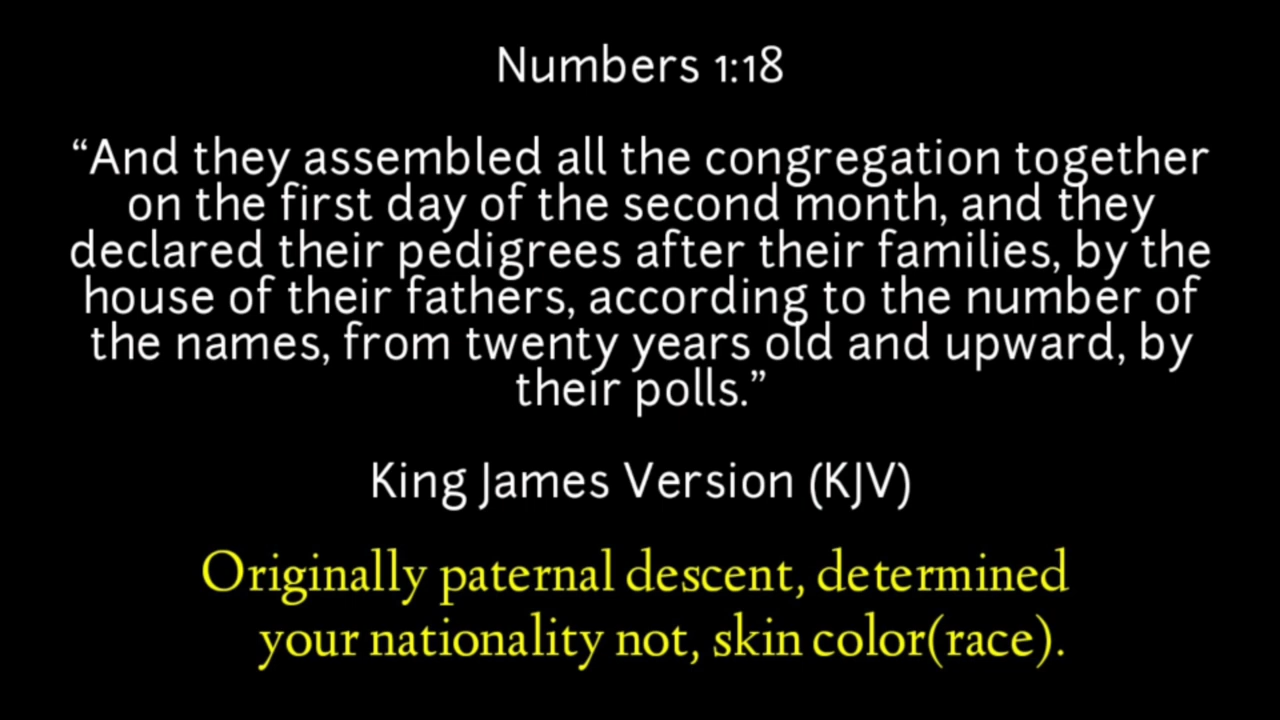 Numbers 1:18
“And they assembled all the congregation together
on the first day of the second month, and they
declared their pedigrees after their families, by the
house of their fathers, according to the number of
the names, from twenty years old and upward, by
their polls.”
King James Version (KJV)
Originally paternal descent, determined
your nationality not, skin color(race).